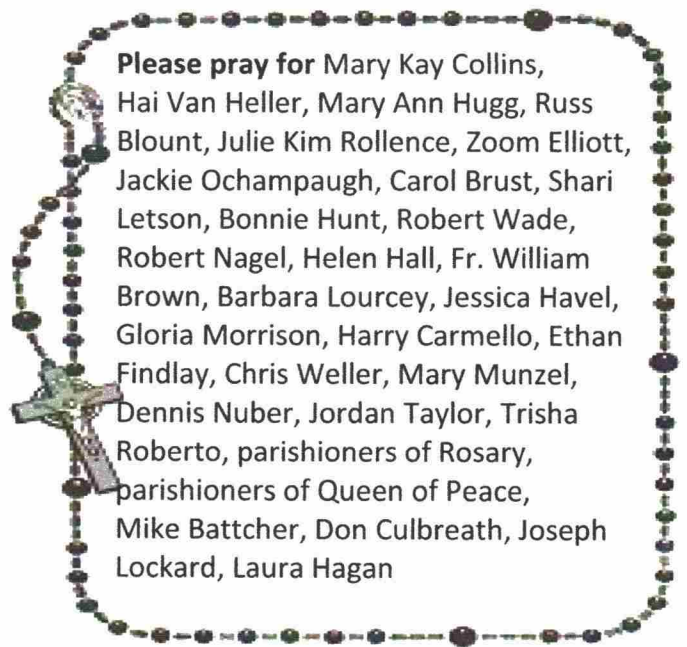 Please pray for Mary Kay Collins,
Hai Van Heller, Mary Ann Hugg, Russ
Blount, Julie Kim Rollence, Zoom Elliott,
Jackie Ochampaugh, Carol Brust, Shari
Letson, Bonnie Hunt, Robert Wade,
Robert Nagel, Helen Hall, Fr. William
Brown, Barbara Lourcey, Jessica Havel,
Gloria Morrison, Harry Carmello, Ethan
Findlay, Chris Weller, Mary Munzel,
Dennis Nuber, Jordan Taylor, Trisha
Roberto, parishioners of Rosary,
parishioners of Queen of Peace,
Mike Battcher, Don Culbreath, Joseph
Lockard, Laura Hagan